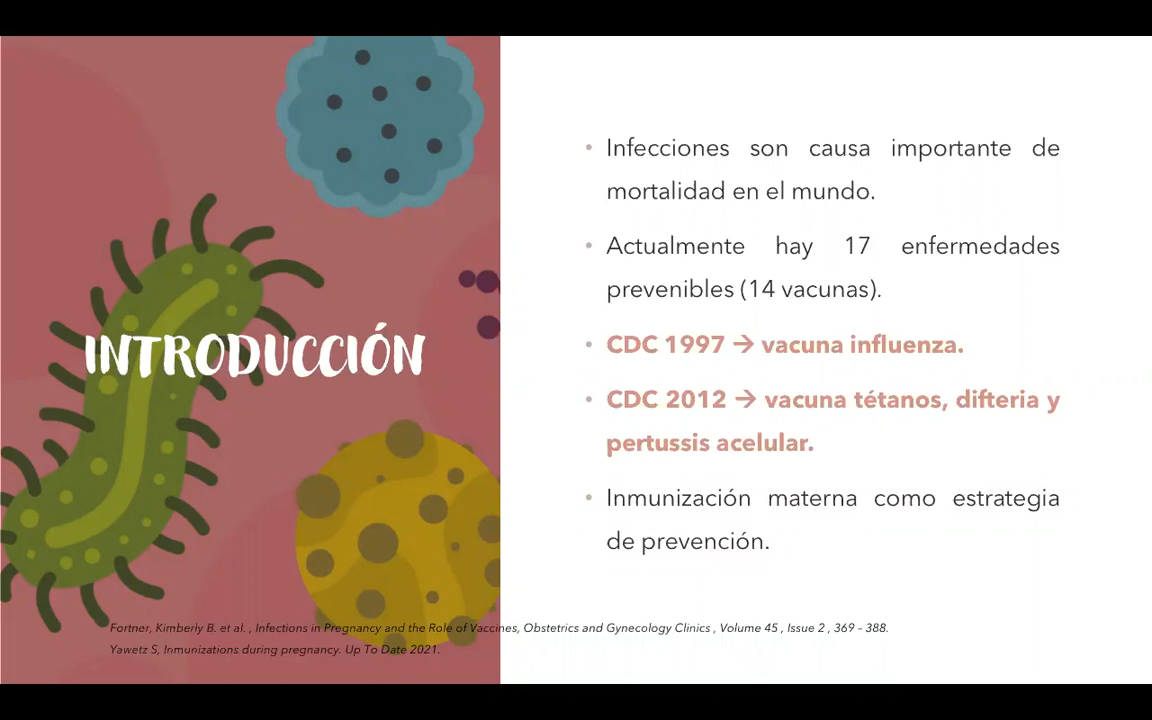 INTRODUCCIÓN
• Infecciones son causa importante de
mortalidad en el mundo.
• Actualmente hay 17 enfermedades
prevenibles (14 vacunas).
• CDC 1997 → vacuna influenza.
• CDC 2012 → vacuna tétanos, difteria y
pertussis acelular.
• Inmunización materna como estrategia
de prevención.
Fortner, Kimberly B. et al. , Infections in Pregnancy and the Role of Vaccines, Obstetrics and Gynecology Clinics , Volume 45 , Issue 2 , 369 – 388.
Yawetz S, Inmunizations during pregnancy. Up To Date 2021.